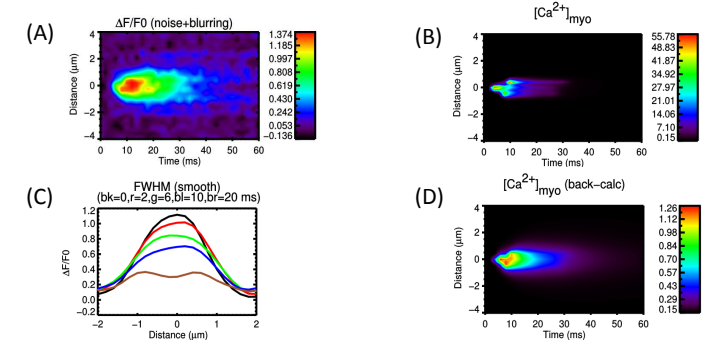 (A)
ΔF/F0 (noise+blurring)
4
2
0
−2
−4
Distance (μm)
0 10 20 30 40 50 60
Time (ms)
1.374
1.185
0.997
0.808
0.619
0.430
0.242
0.053
−0.136
(B)
[Ca2+]myo
4
2
0
−2
−4
Distance (μm)
0 10 20 30 40 50 60
Time (ms)
55.78
48.83
41.87
34.92
27.97
21.01
14.06
7.10
0.15
(C)
FWHM (smooth)
(bk=0,r=2,g=6,bl=10,br=20 ms)
1.2
1.0
0.8
0.6
0.4
0.2
0.0
−0.2
ΔF/F0
−2 −1 0 1 2
Distance (μm)
(D)
[Ca2+]myo (back−calc)
4
2
0
−2
−4
Distance (μm)
0 10 20 30 40 50 60
Time (ms)
1.26
1.12
0.98
0.84
0.71
0.57
0.43
0.29
0.15